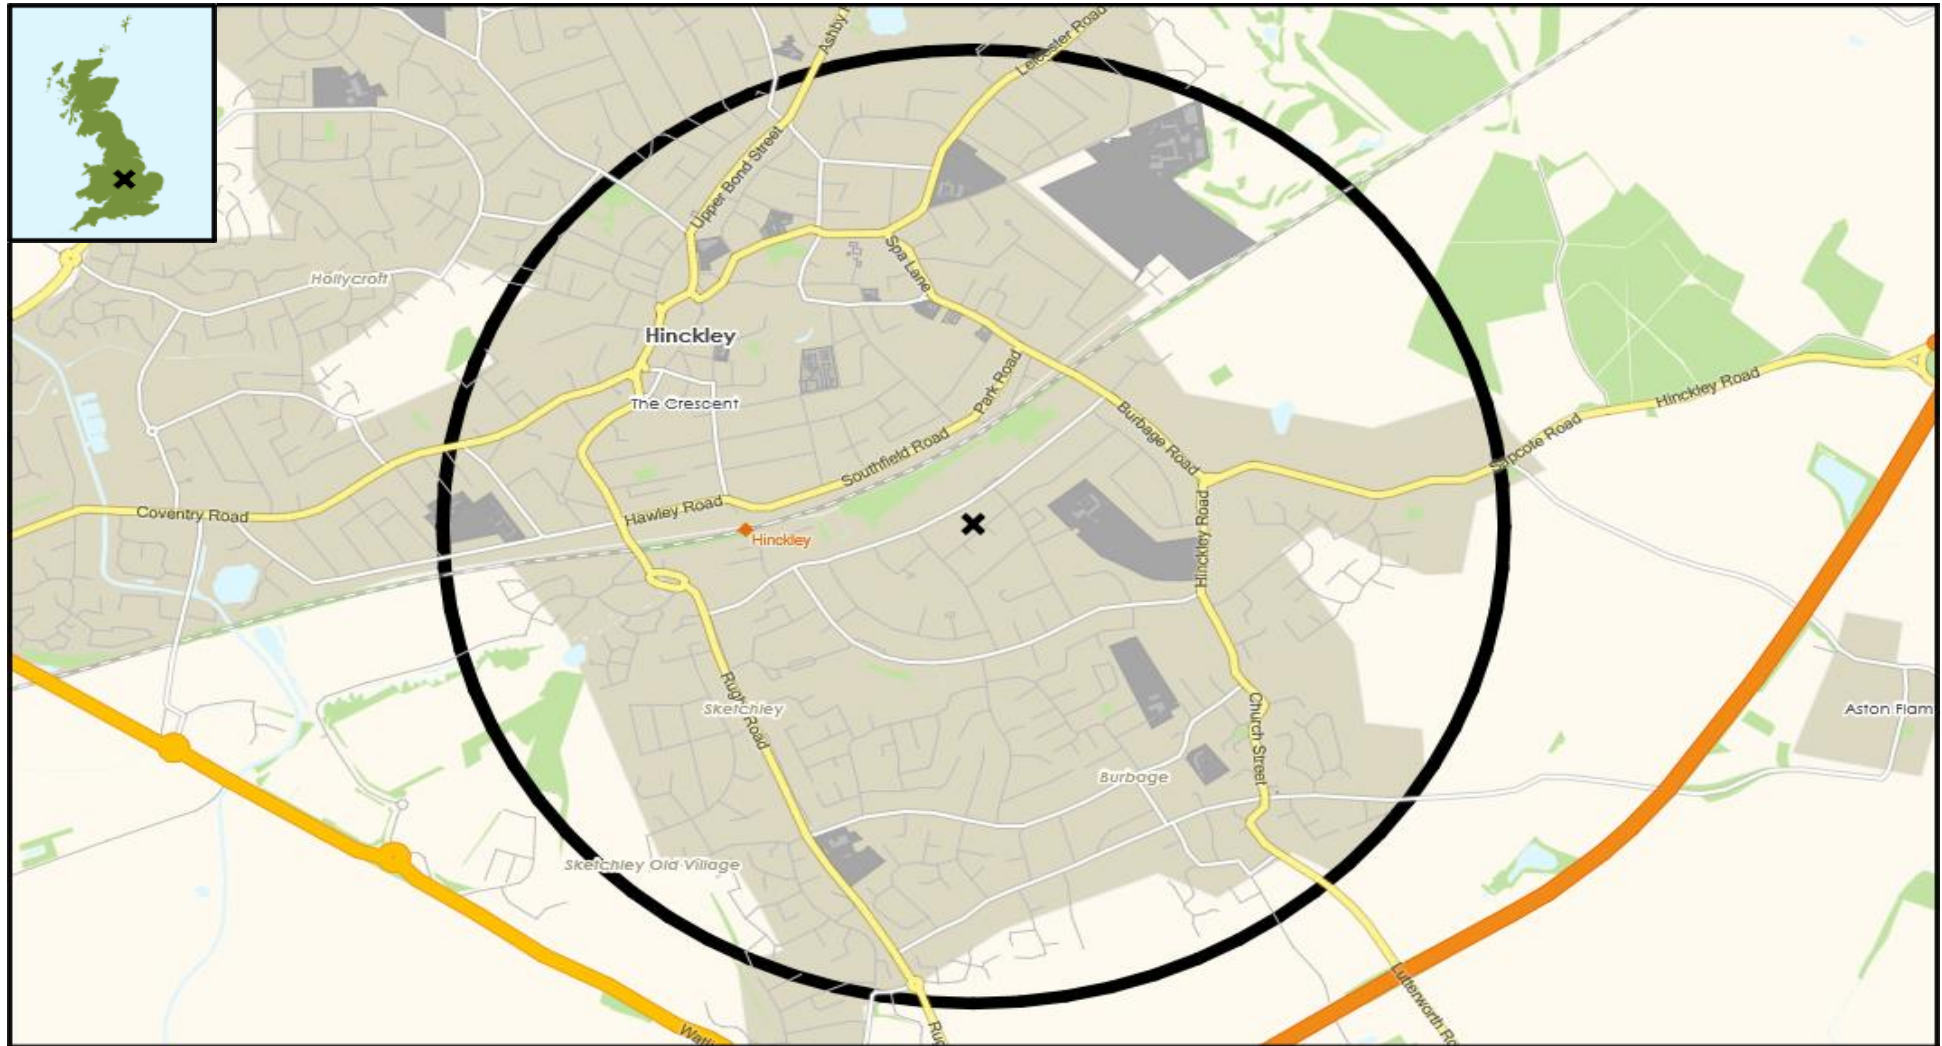 Ashby
Leicester Road
Upper Bond Street
Spa Lane
Hollycroft
Hinckley
Park Road
The Crescent
Burbage Road
Hinckley Road
Sapcote Road
Southfield Road
Hawley Road
Coventry Road
Hinckley
Hinckley Road
Rugby Road
Sketchley
Church Street
Aston Flam
Burbage
Sketchley Old Village
Lutterworth Ro
Watli
Rug